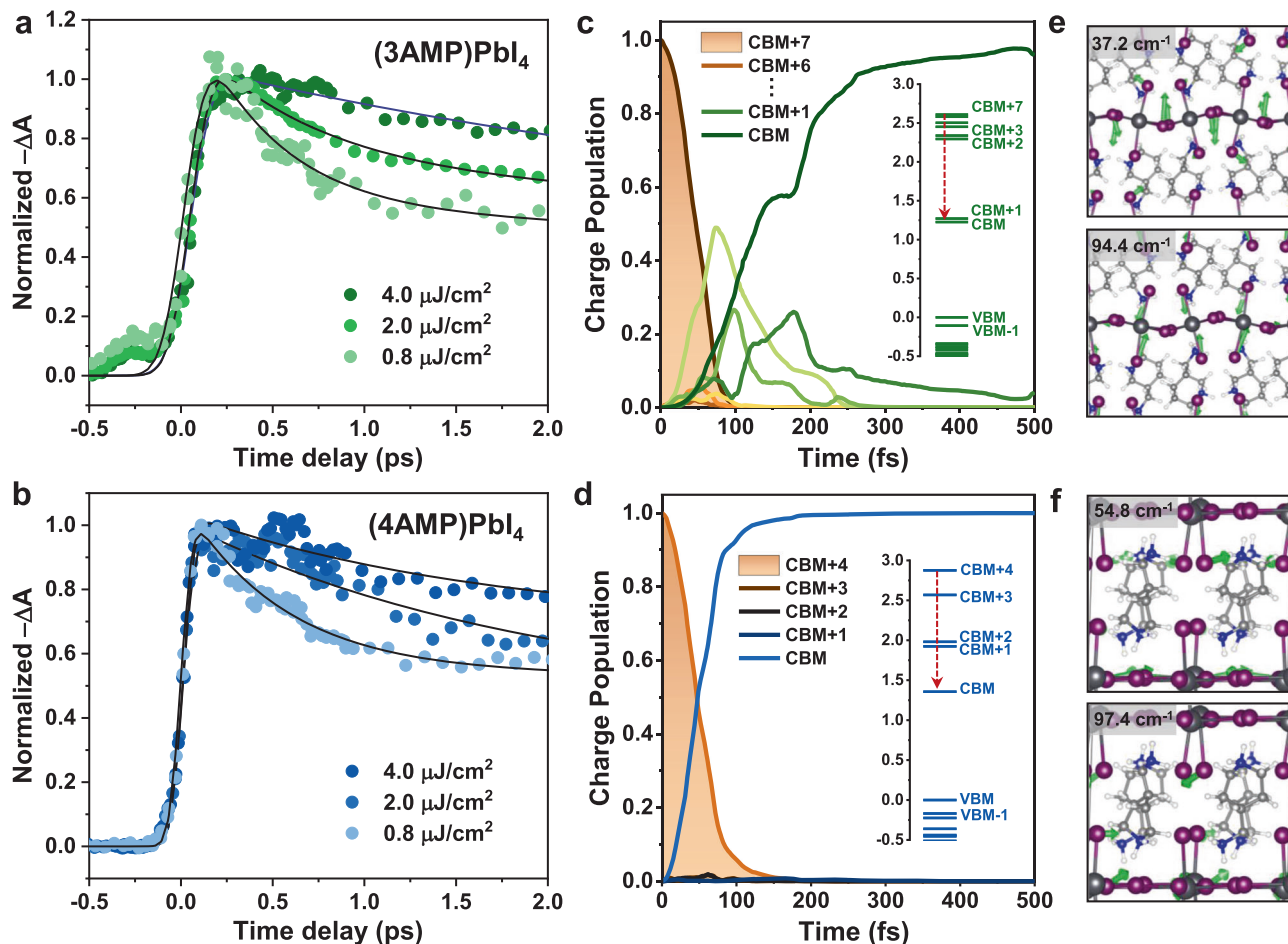 a
(3AMP)PbI₄
Normalized –ΔA
1.2
1.0
0.8
0.6
0.4
0.2
0.0
4.0 μJ/cm²
2.0 μJ/cm²
0.8 μJ/cm²
-0.5 0.0 0.5 1.0 1.5 2.0
Time delay (ps)
b
(4AMP)PbI₄
Normalized –ΔA
1.2
1.0
0.8
0.6
0.4
0.2
0.0
4.0 μJ/cm²
2.0 μJ/cm²
0.8 μJ/cm²
-0.5 0.0 0.5 1.0 1.5 2.0
Time delay (ps)
c
Charge Population
1.0
0.8
0.6
0.4
0.2
0.0
CBM+7
CBM+6
⋮
CBM+1
CBM
3.0
2.5
2.0
1.5
1.0
0.5
0.0
-0.5
CBM+7
CBM+3
CBM+2
CBM+1
CBM
VBM
VBM-1
0 100 200 300 400 500
Time (fs)
d
Charge Population
1.0
0.8
0.6
0.4
0.2
0.0
CBM+4
CBM+3
CBM+2
CBM+1
CBM
3.0
2.5
2.0
1.5
1.0
0.5
0.0
-0.5
CBM+4
CBM+3
CBM+2
CBM+1
CBM
VBM
VBM-1
0 100 200 300 400 500
Time (fs)
e
37.2 cm⁻¹
94.4 cm⁻¹
f
54.8 cm⁻¹
97.4 cm⁻¹